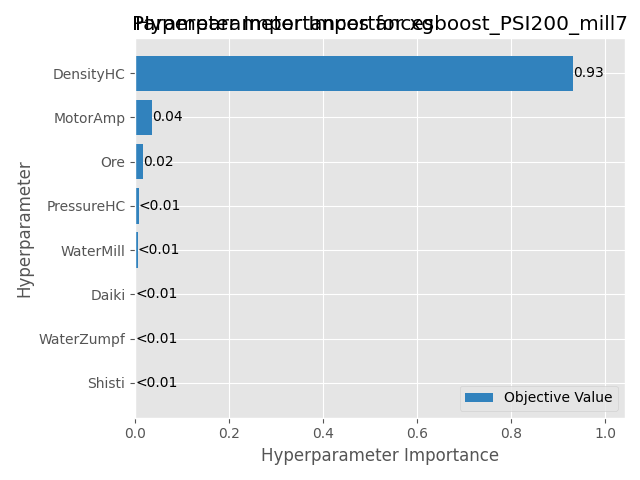 Hyperparameter Importances
Parameter Importances for xgboost_PSI200_mill7
Hyperparameter
DensityHC 0.93
MotorAmp 0.04
Ore 0.02
PressureHC <0.01
WaterMill <0.01
Daiki <0.01
WaterZumpf <0.01
Shisti <0.01
Objective Value
0.0 0.2 0.4 0.6 0.8 1.0
Hyperparameter Importance